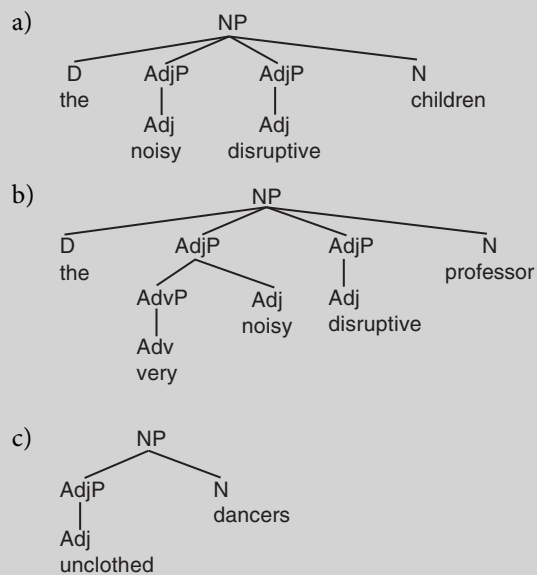 a)
NP
D AdjP AdjP N
the children
Adj Adj
noisy disruptive
b)
NP
D AdjP AdjP N
the professor
AdvP Adj Adj
noisy disruptive
Adv
very
c)
NP
AdjP N
dancers
Adj
unclothed